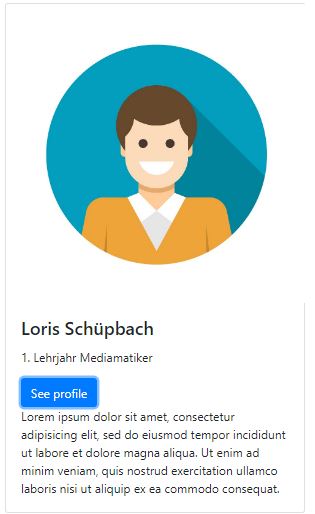 Loris Schüpbach
1. Lehrjahr Mediamatiker
See profile
Lorem ipsum dolor sit amet, consectetur
adipisicing elit, sed do eiusmod tempor incididunt
ut labore et dolore magna aliqua. Ut enim ad
minim veniam, quis nostrud exercitation ullamco
laboris nisi ut aliquip ex ea commodo consequat.